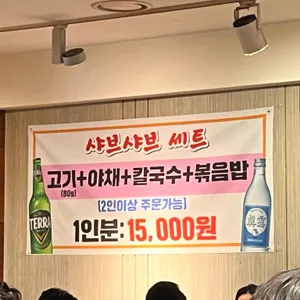 샤브샤브 세트
고기+야채+칼국수+볶음밥
(80g)
[2인이상 주문가능]
1인분:15,000원
TERRA